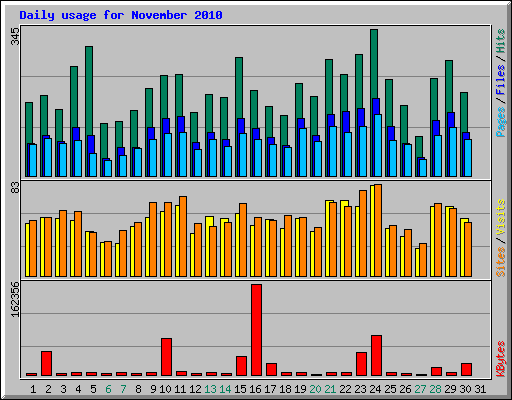 Daily usage for November 2010
345
Pages / Files / Hits
83
Sites / Visits
162356
KBytes
1 2 3 4 5 6 7 8 9 10 11 12 13 14 15 16 17 18 19 20 21 22 23 24 25 26 27 28 29 30 31